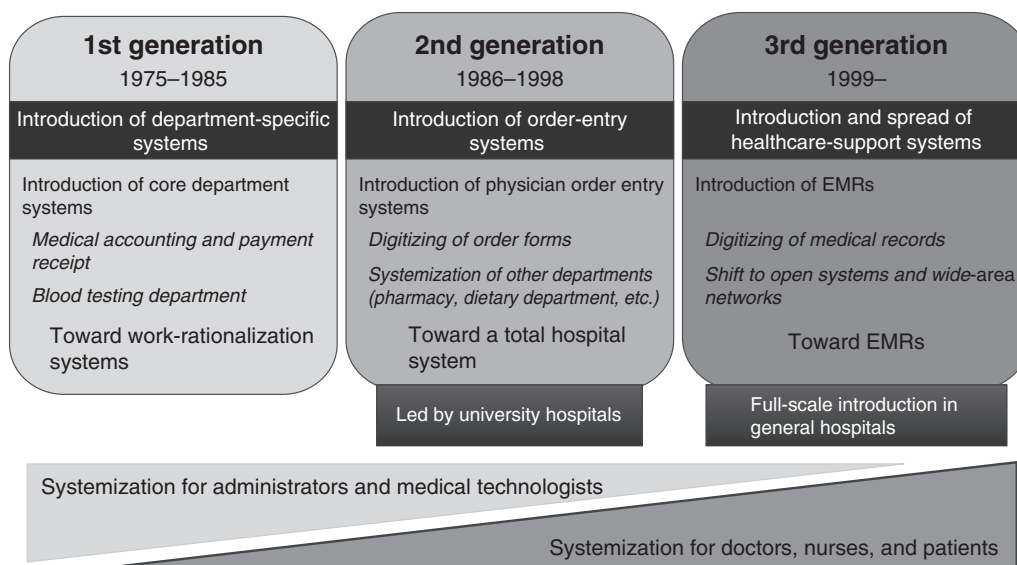 1st generation
1975–1985
Introduction of department-specific
systems
Introduction of core department
systems
Medical accounting and payment
receipt
Blood testing department
Toward work-rationalization
systems
2nd generation
1986–1998
Introduction of order-entry
systems
Introduction of physician order entry
systems
Digitizing of order forms
Systemization of other departments
(pharmacy, dietary department, etc.)
Toward a total hospital
system
Led by university hospitals
3rd generation
1999–
Introduction and spread of
healthcare-support systems
Introduction of EMRs
Digitizing of medical records
Shift to open systems and wide-area
networks
Toward EMRs
Full-scale introduction in
general hospitals
Systemization for administrators and medical technologists
Systemization for doctors, nurses, and patients